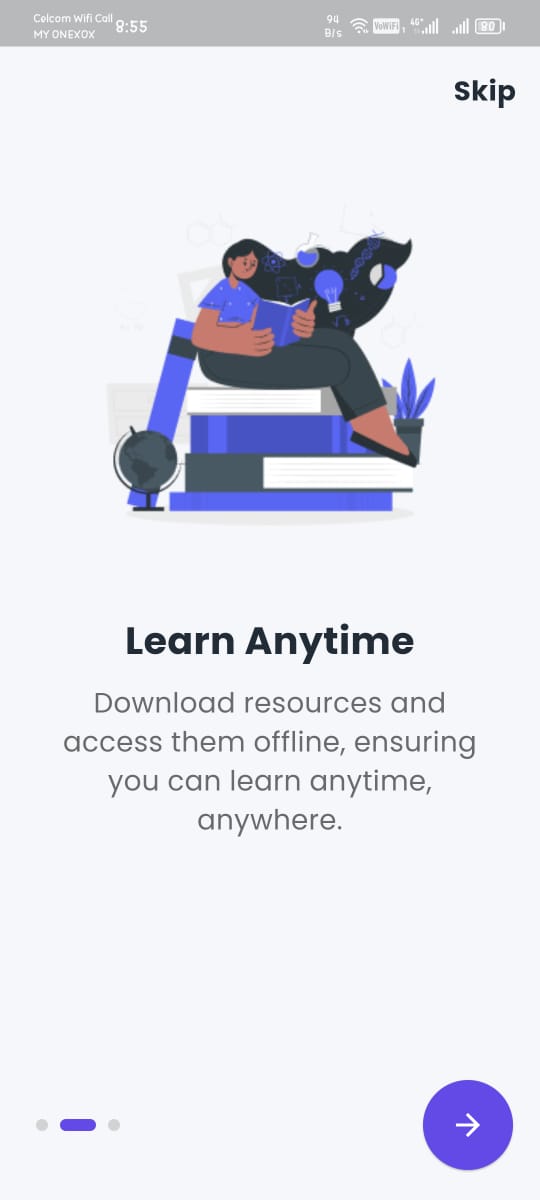 Celcom Wifi Call
MY ONEXOX
8:55
94
B/s
VoWiFi 1
4G+
80
Skip
Learn Anytime
Download resources and
access them offline, ensuring
you can learn anytime,
anywhere.